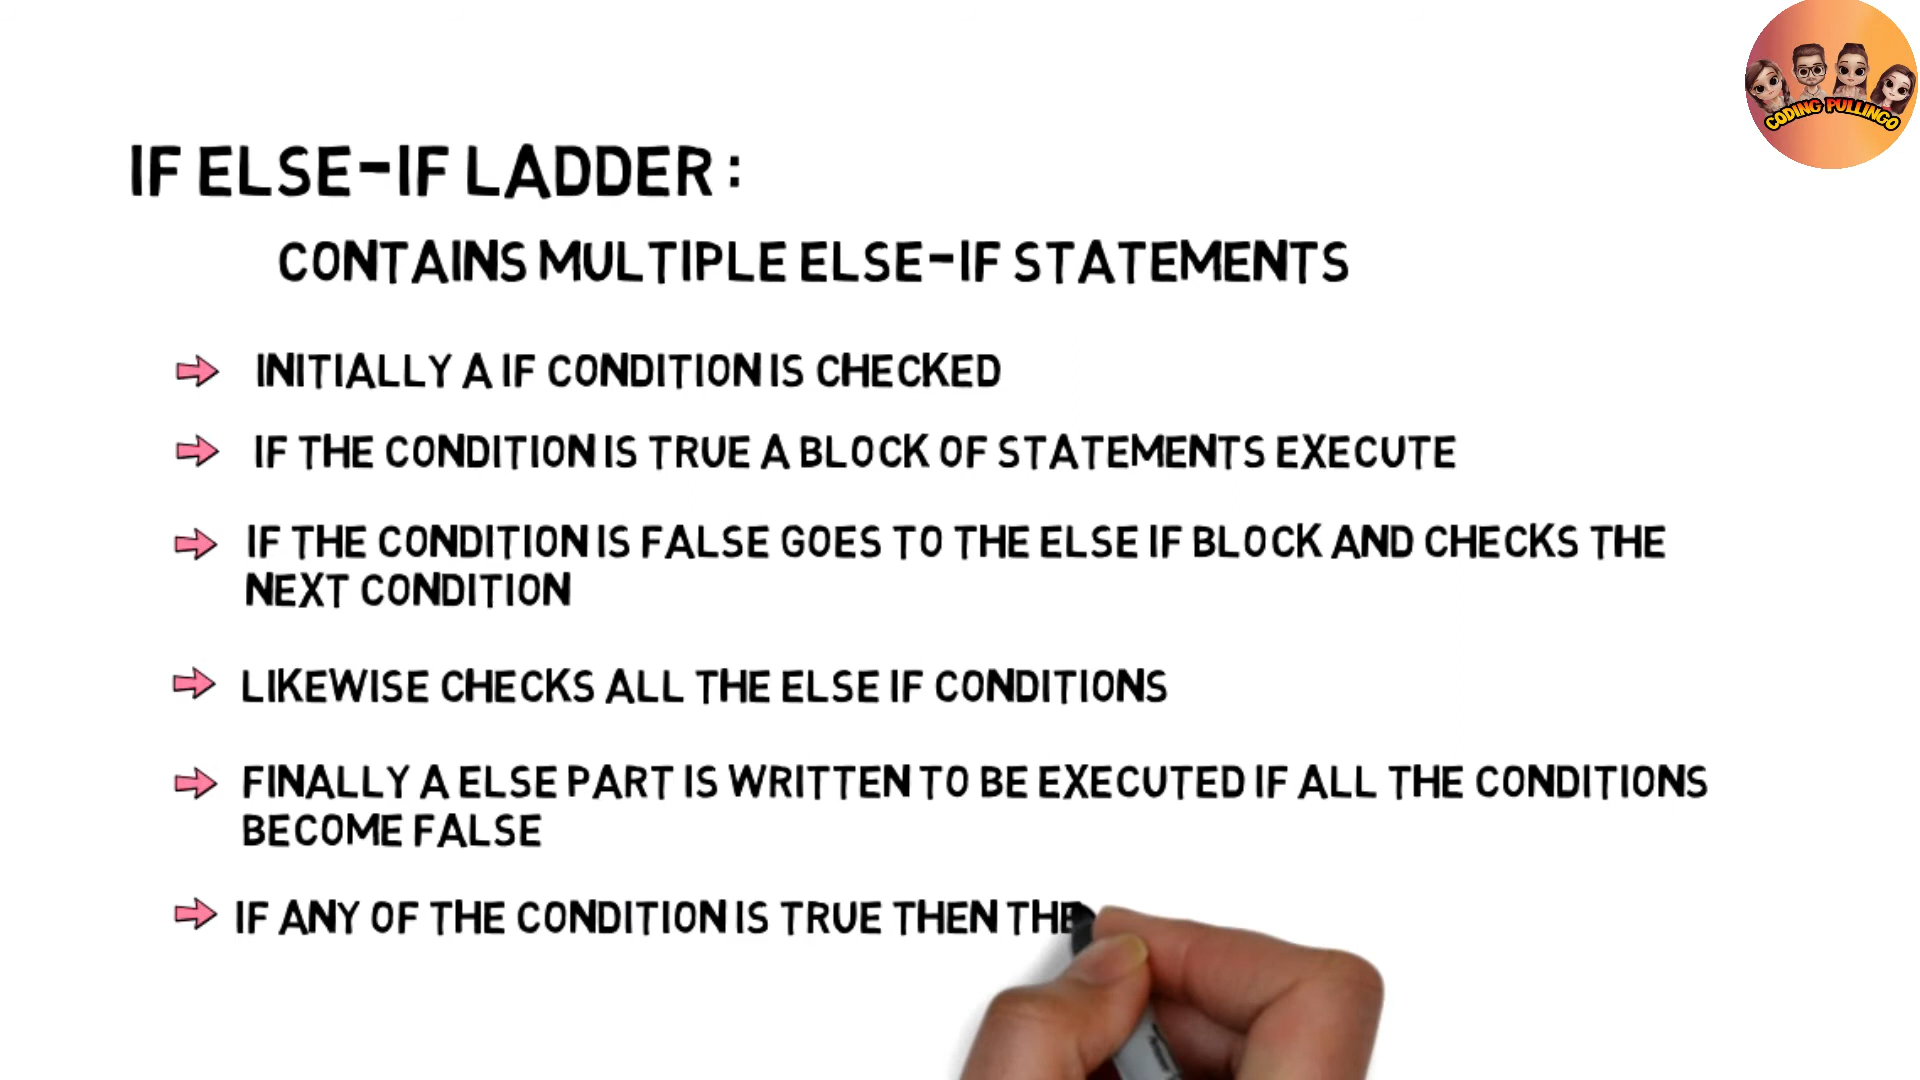 CODING PULLINGO
IF ELSE-IF LADDER :
CONTAINS MULTIPLE ELSE-IF STATEMENTS
INITIALLY A IF CONDITION IS CHECKED
IF THE CONDITION IS TRUE A BLOCK OF STATEMENTS EXECUTE
IF THE CONDITION IS FALSE GOES TO THE ELSE IF BLOCK AND CHECKS THE
NEXT CONDITION
LIKEWISE CHECKS ALL THE ELSE IF CONDITIONS
FINALLY A ELSE PART IS WRITTEN TO BE EXECUTED IF ALL THE CONDITIONS
BECOME FALSE
IF ANY OF THE CONDITION IS TRUE THEN THE